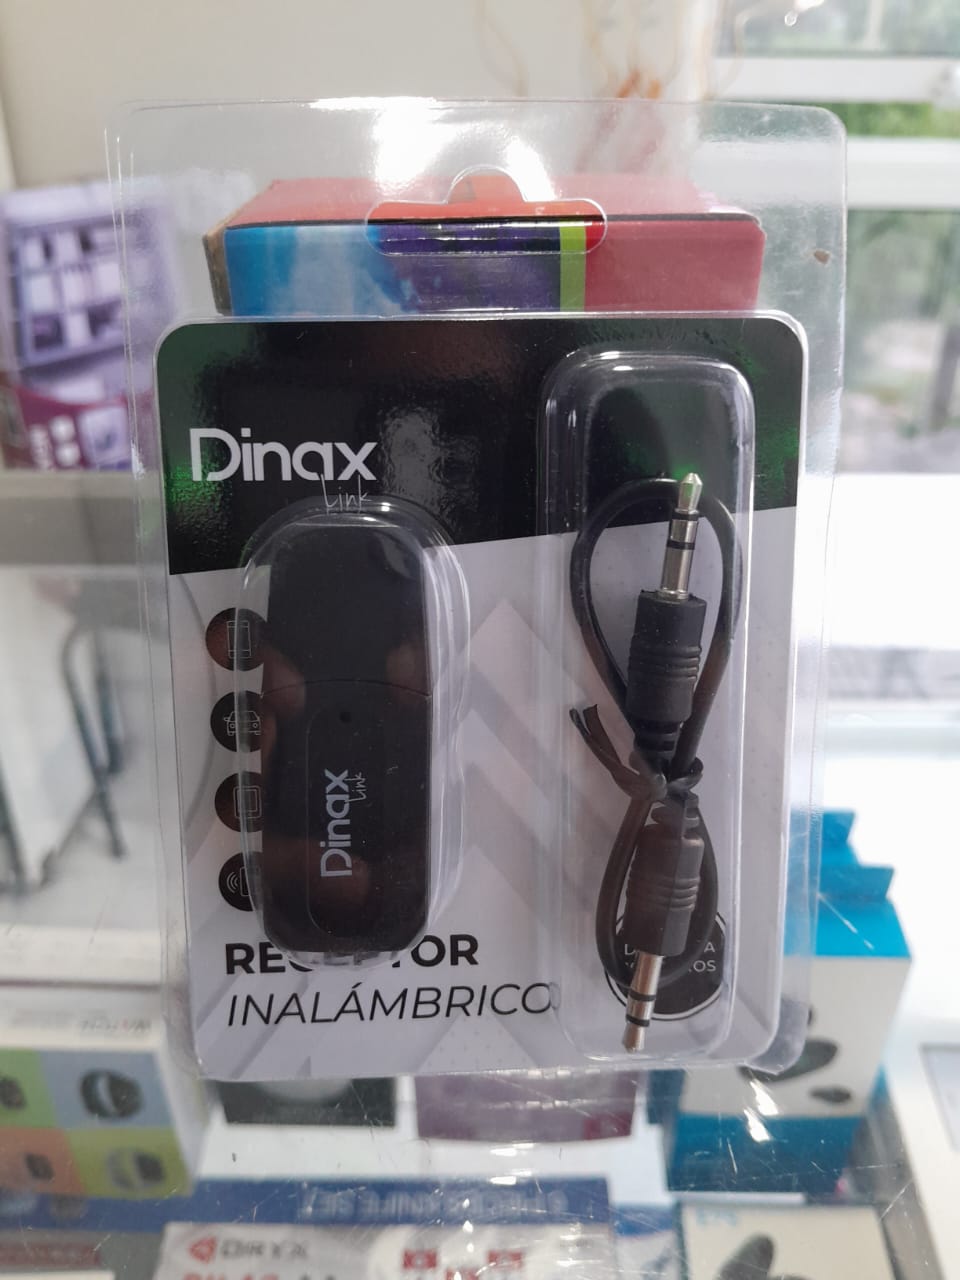 Dinax
Link
Dinax
Link
RECEPTOR
INALÁMBRICO